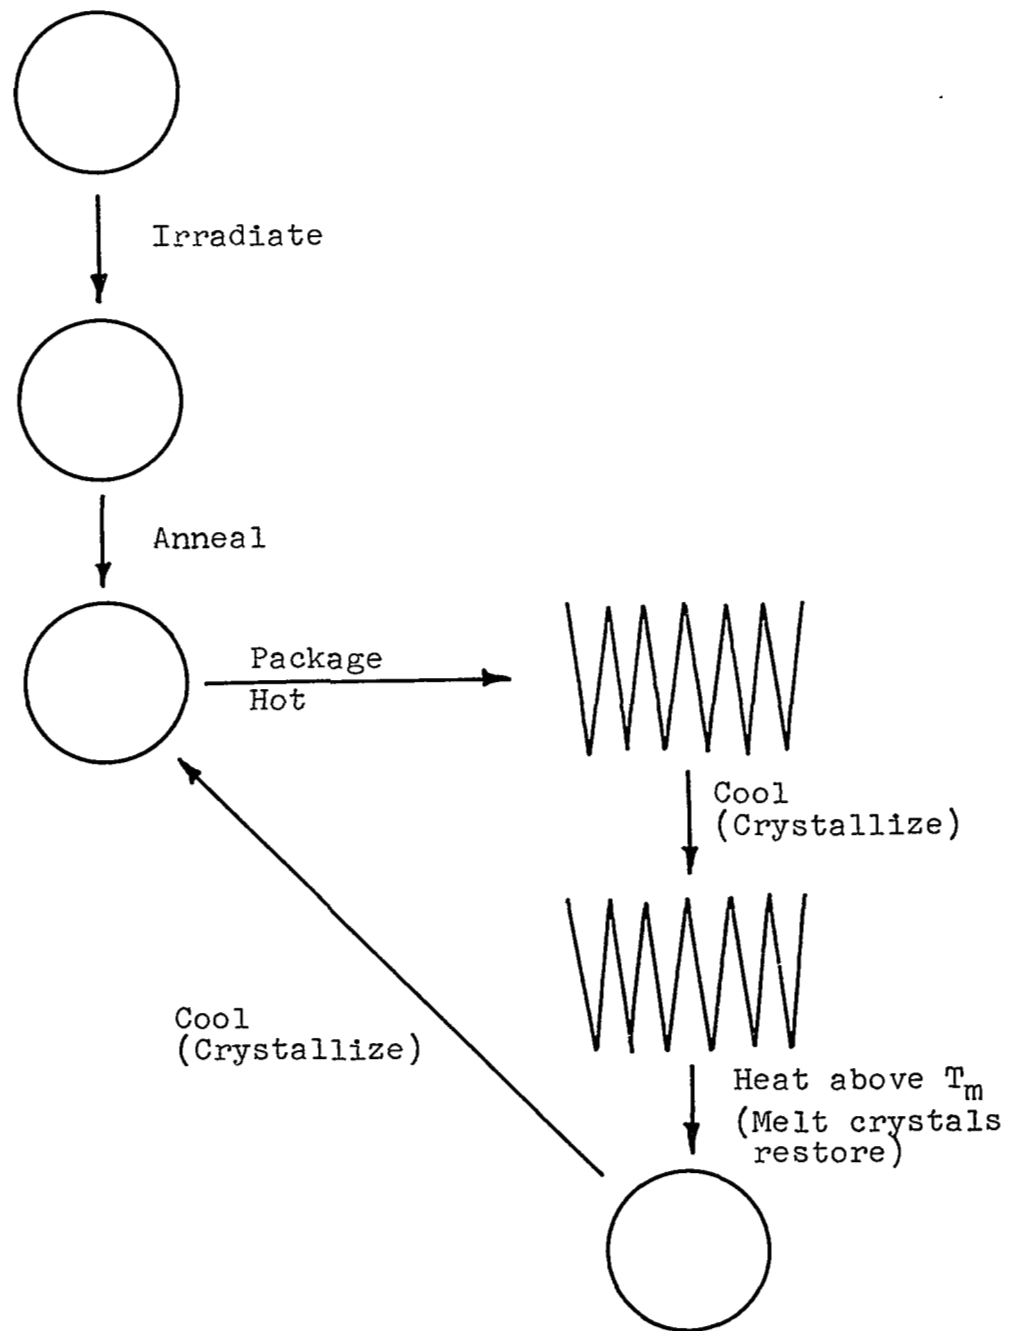 Irradiate
Anneal
Package
Hot
Cool
(Crystallize)
Cool
(Crystallize)
Heat above Tm
(Melt crystals
restore)